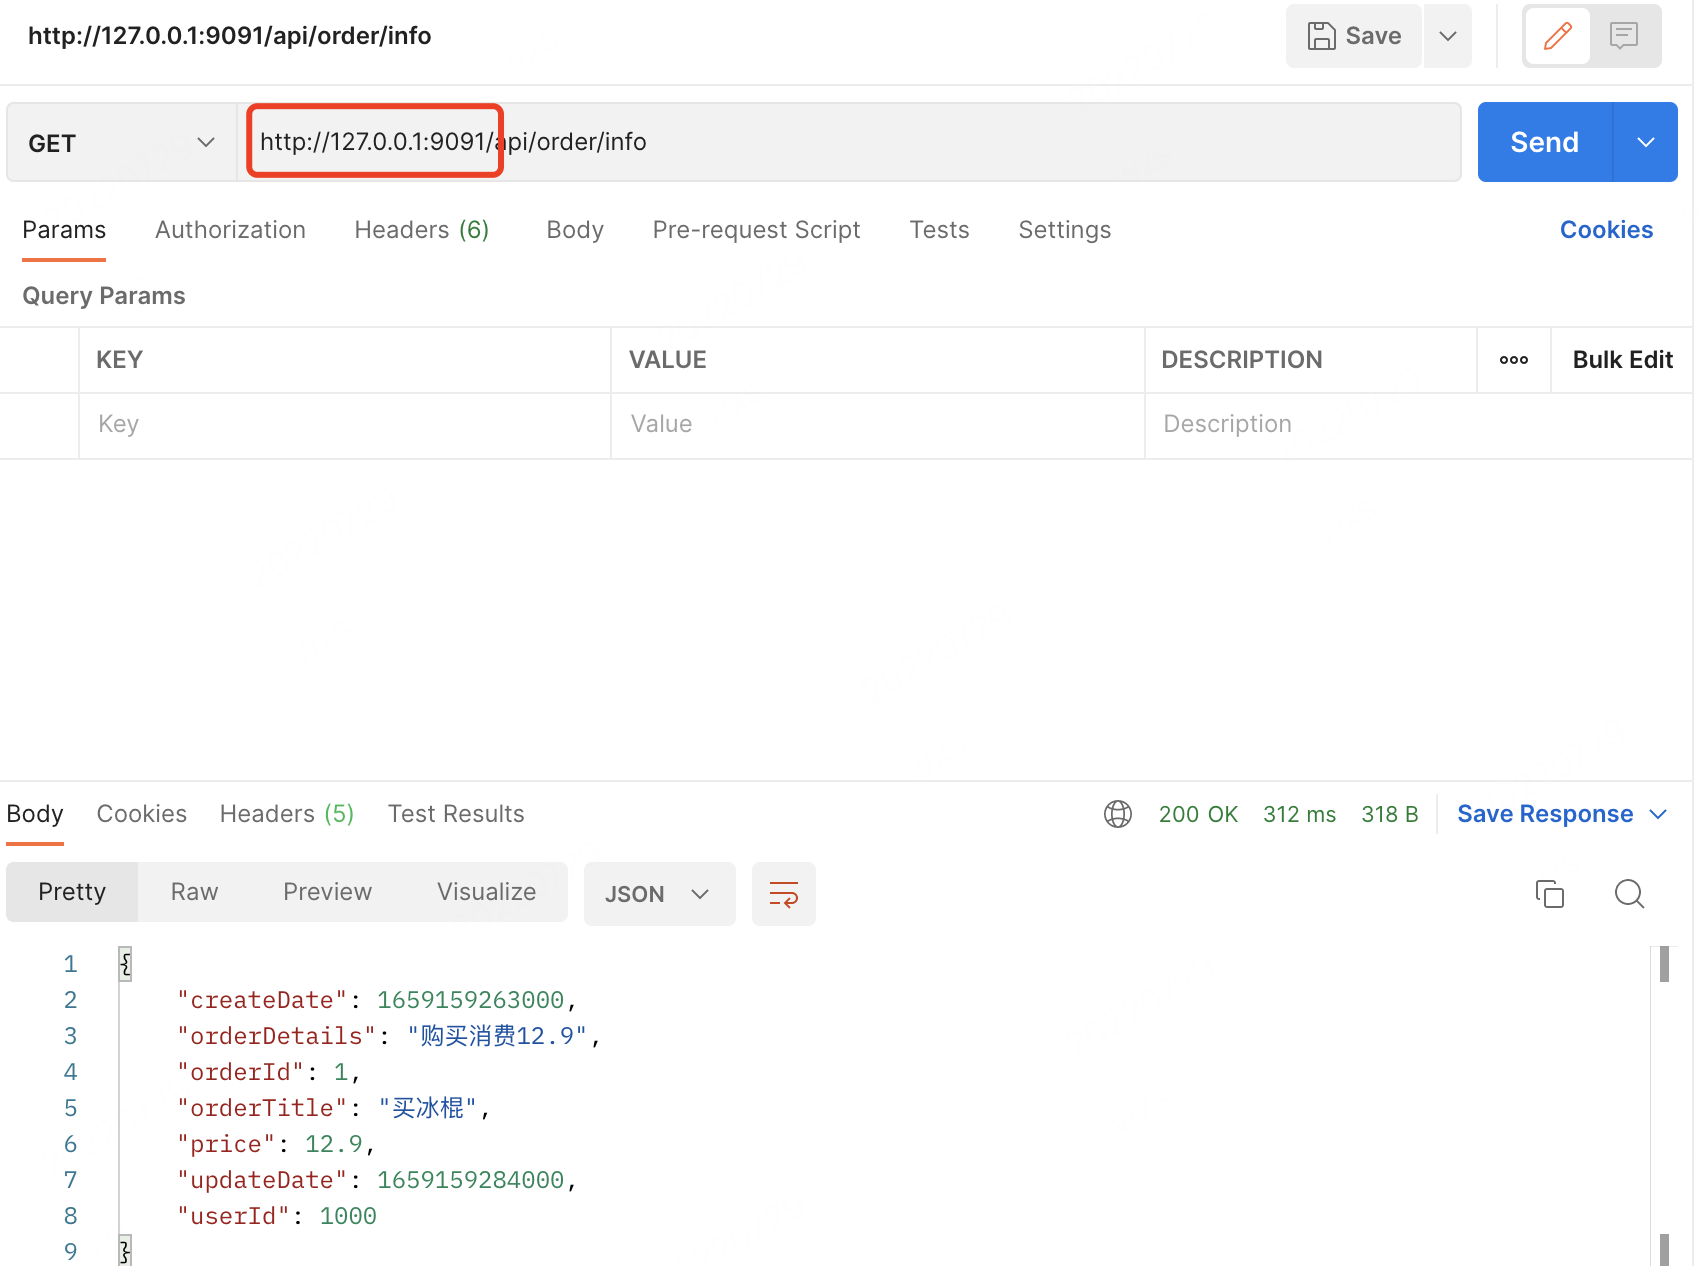 http://127.0.0.1:9091/api/order/info
Save
GET
http://127.0.0.1:9091/api/order/info
Send
Params Authorization Headers (6) Body Pre-request Script Tests Settings Cookies
Query Params
KEY VALUE DESCRIPTION ooo Bulk Edit
Key Value Description
Body Cookies Headers (5) Test Results 200 OK 312 ms 318 B Save Response
Pretty Raw Preview Visualize JSON
1 {
2 "createDate": 1659159263000,
3 "orderDetails": "购买消费12.9",
4 "orderId": 1,
5 "orderTitle": "买冰棍",
6 "price": 12.9,
7 "updateDate": 1659159284000,
8 "userId": 1000
9 }